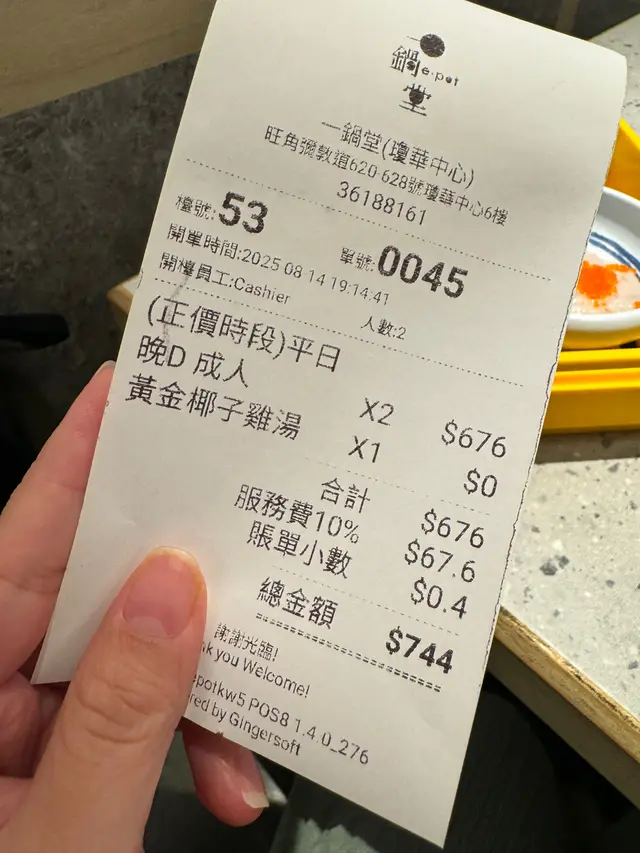 一鍋堂
e·pot
一鍋堂(瓊華中心)
旺角彌敦道620-628號瓊華中心6樓
36188161
檯號:53 單號:0045
開單時間:2025 08 14 19:14:41
開檯員工:Cashier 人數:2
(正價時段)平日
晚D 成人 X2 $676
黃金椰子雞湯 X1 $0
合計 $676
服務費10% $67.6
賬單小數 $0.4
總金額 $744
謝謝光臨!
you Welcome!
potkw5 POS8 1.4.0_276
by Gingersoft